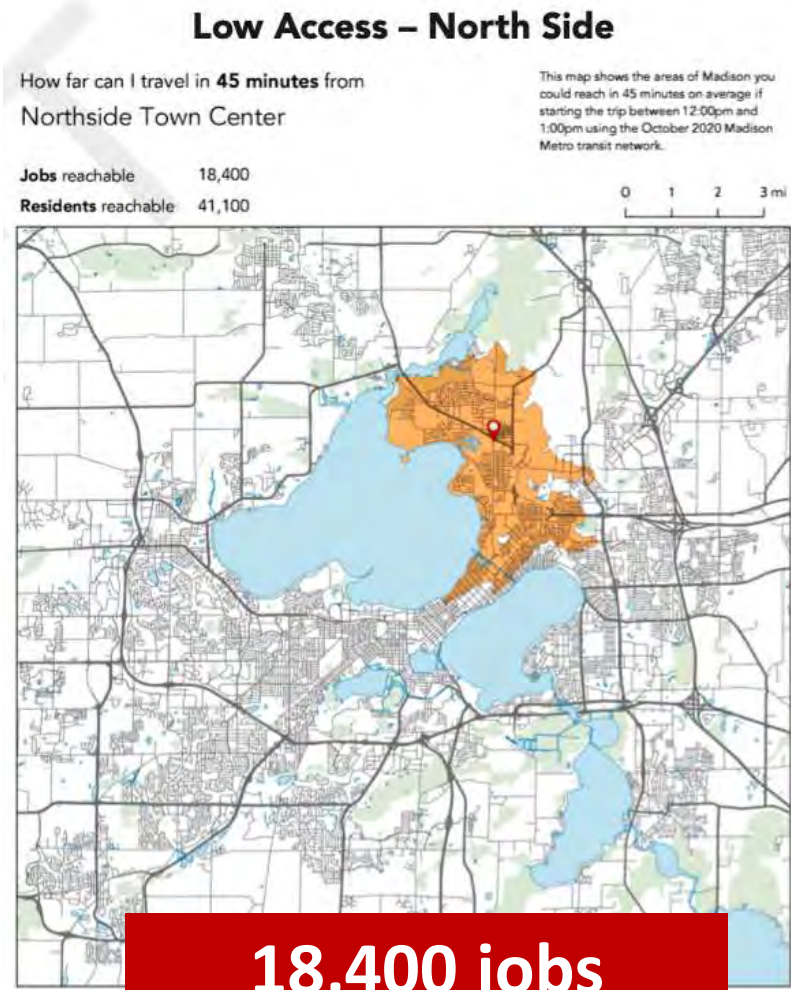 Low Access – North Side
How far can I travel in 45 minutes from
Northside Town Center
This map shows the areas of Madison you
could reach in 45 minutes on average if
starting the trip between 12:00pm and
1:00pm using the October 2020 Madison
Metro transit network.
Jobs reachable 18,400
Residents reachable 41,100
0 1 2 3 mi
18,400 jobs